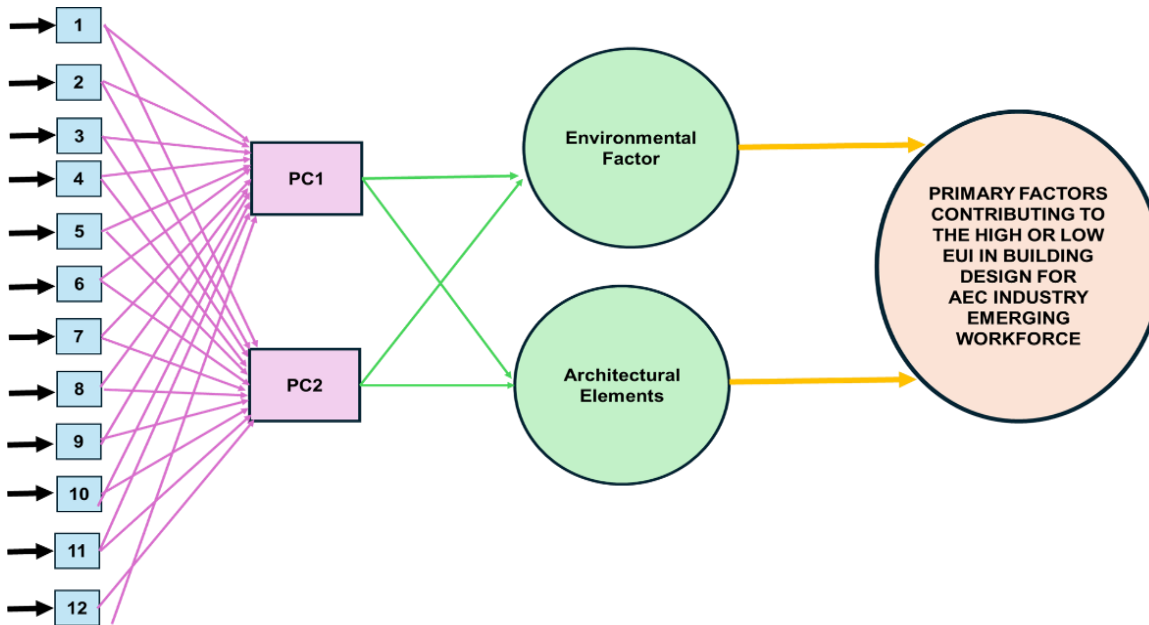 1
2
3
4
5
6
7
8
9
10
11
12
PC1
PC2
Environmental
Factor
Architectural
Elements
PRIMARY FACTORS
CONTRIBUTING TO
THE HIGH OR LOW
EUI IN BUILDING
DESIGN FOR
AEC INDUSTRY
EMERGING
WORKFORCE